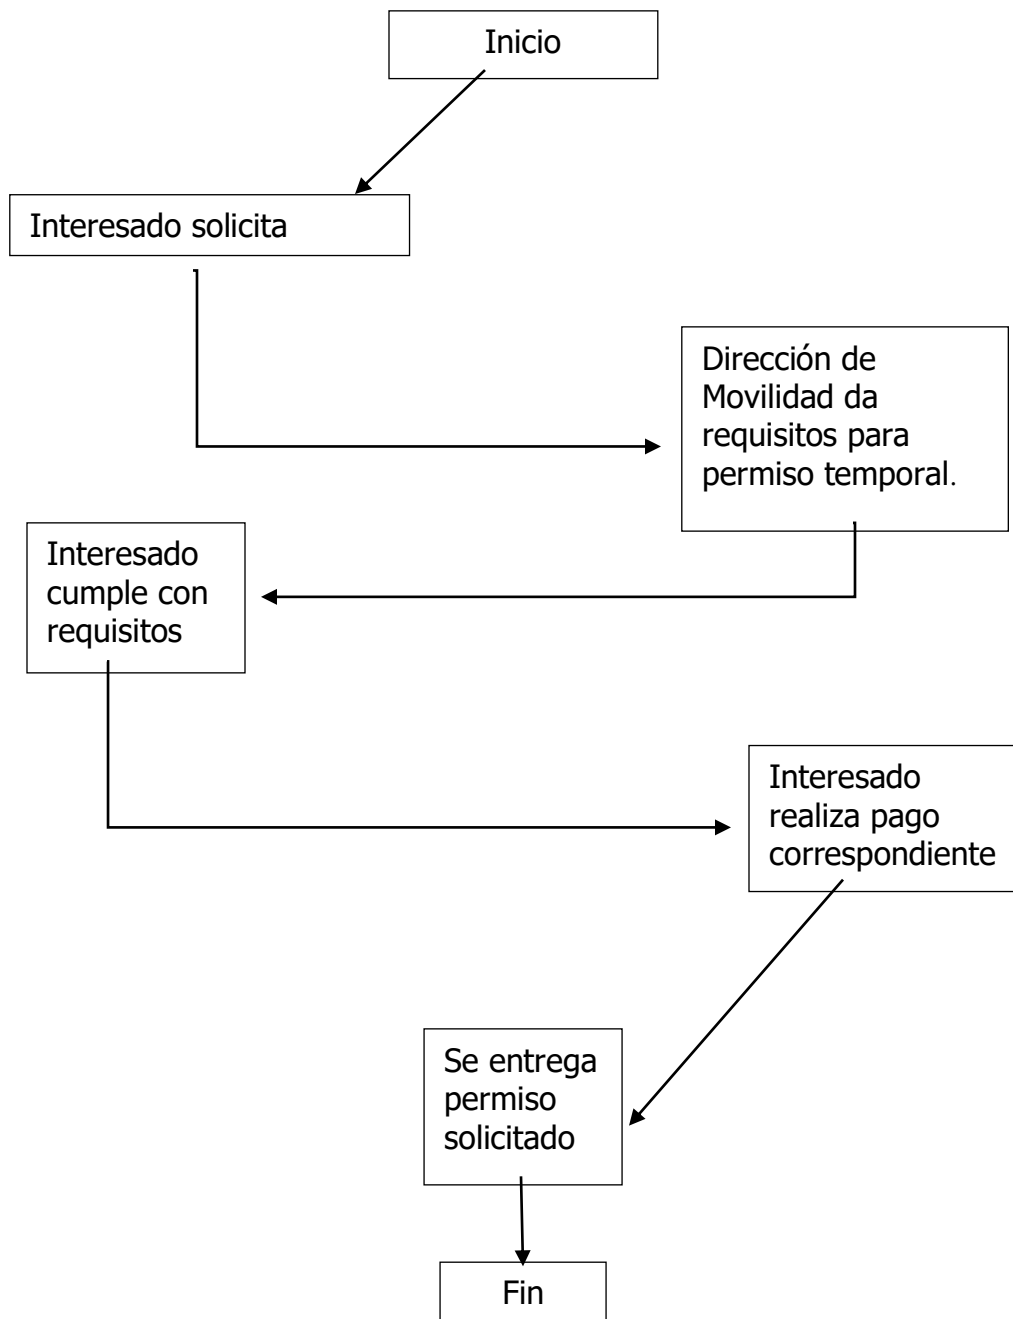 Inicio
Interesado solicita
Dirección de
Movilidad da
requisitos para
permiso temporal.
Interesado
cumple con
requisitos
Interesado
realiza pago
correspondiente
Se entrega
permiso
solicitado
Fin